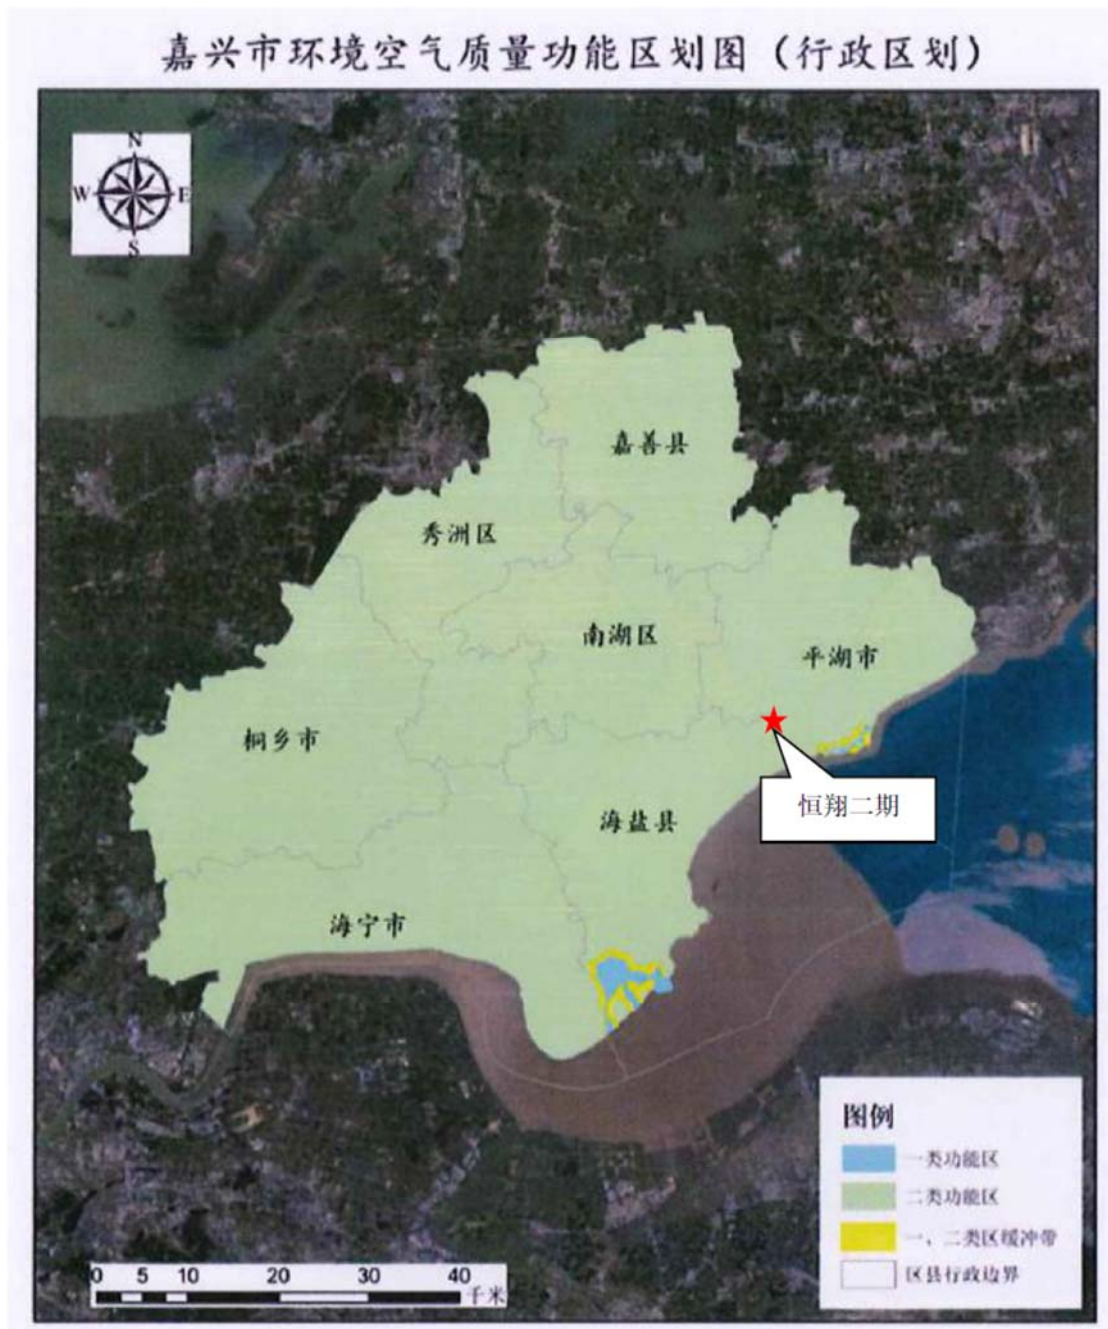 嘉兴市环境空气质量功能区划图（行政区划）
N
W E
S
嘉善县
秀洲区
南湖区
平湖市
桐乡市
恒翔二期
海盐县
海宁市
图例
一类功能区
二类功能区
一、二类区缓冲带
区县行政边界
0 5 10 20 30 40
千米